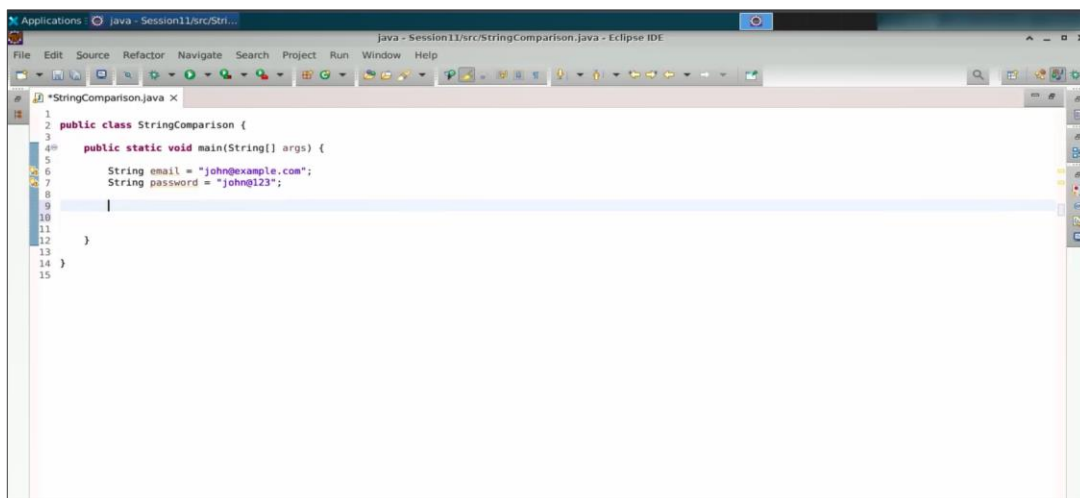 Applications : java - Session11/src/Stri...
java - Session11/src/StringComparison.java - Eclipse IDE
File Edit Source Refactor Navigate Search Project Run Window Help
*StringComparison.java
1
2 public class StringComparison {
3
4 public static void main(String[] args) {
5
6 String email = "john@example.com";
7 String password = "john@123";
8
9
10
11
12 }
13
14 }
15